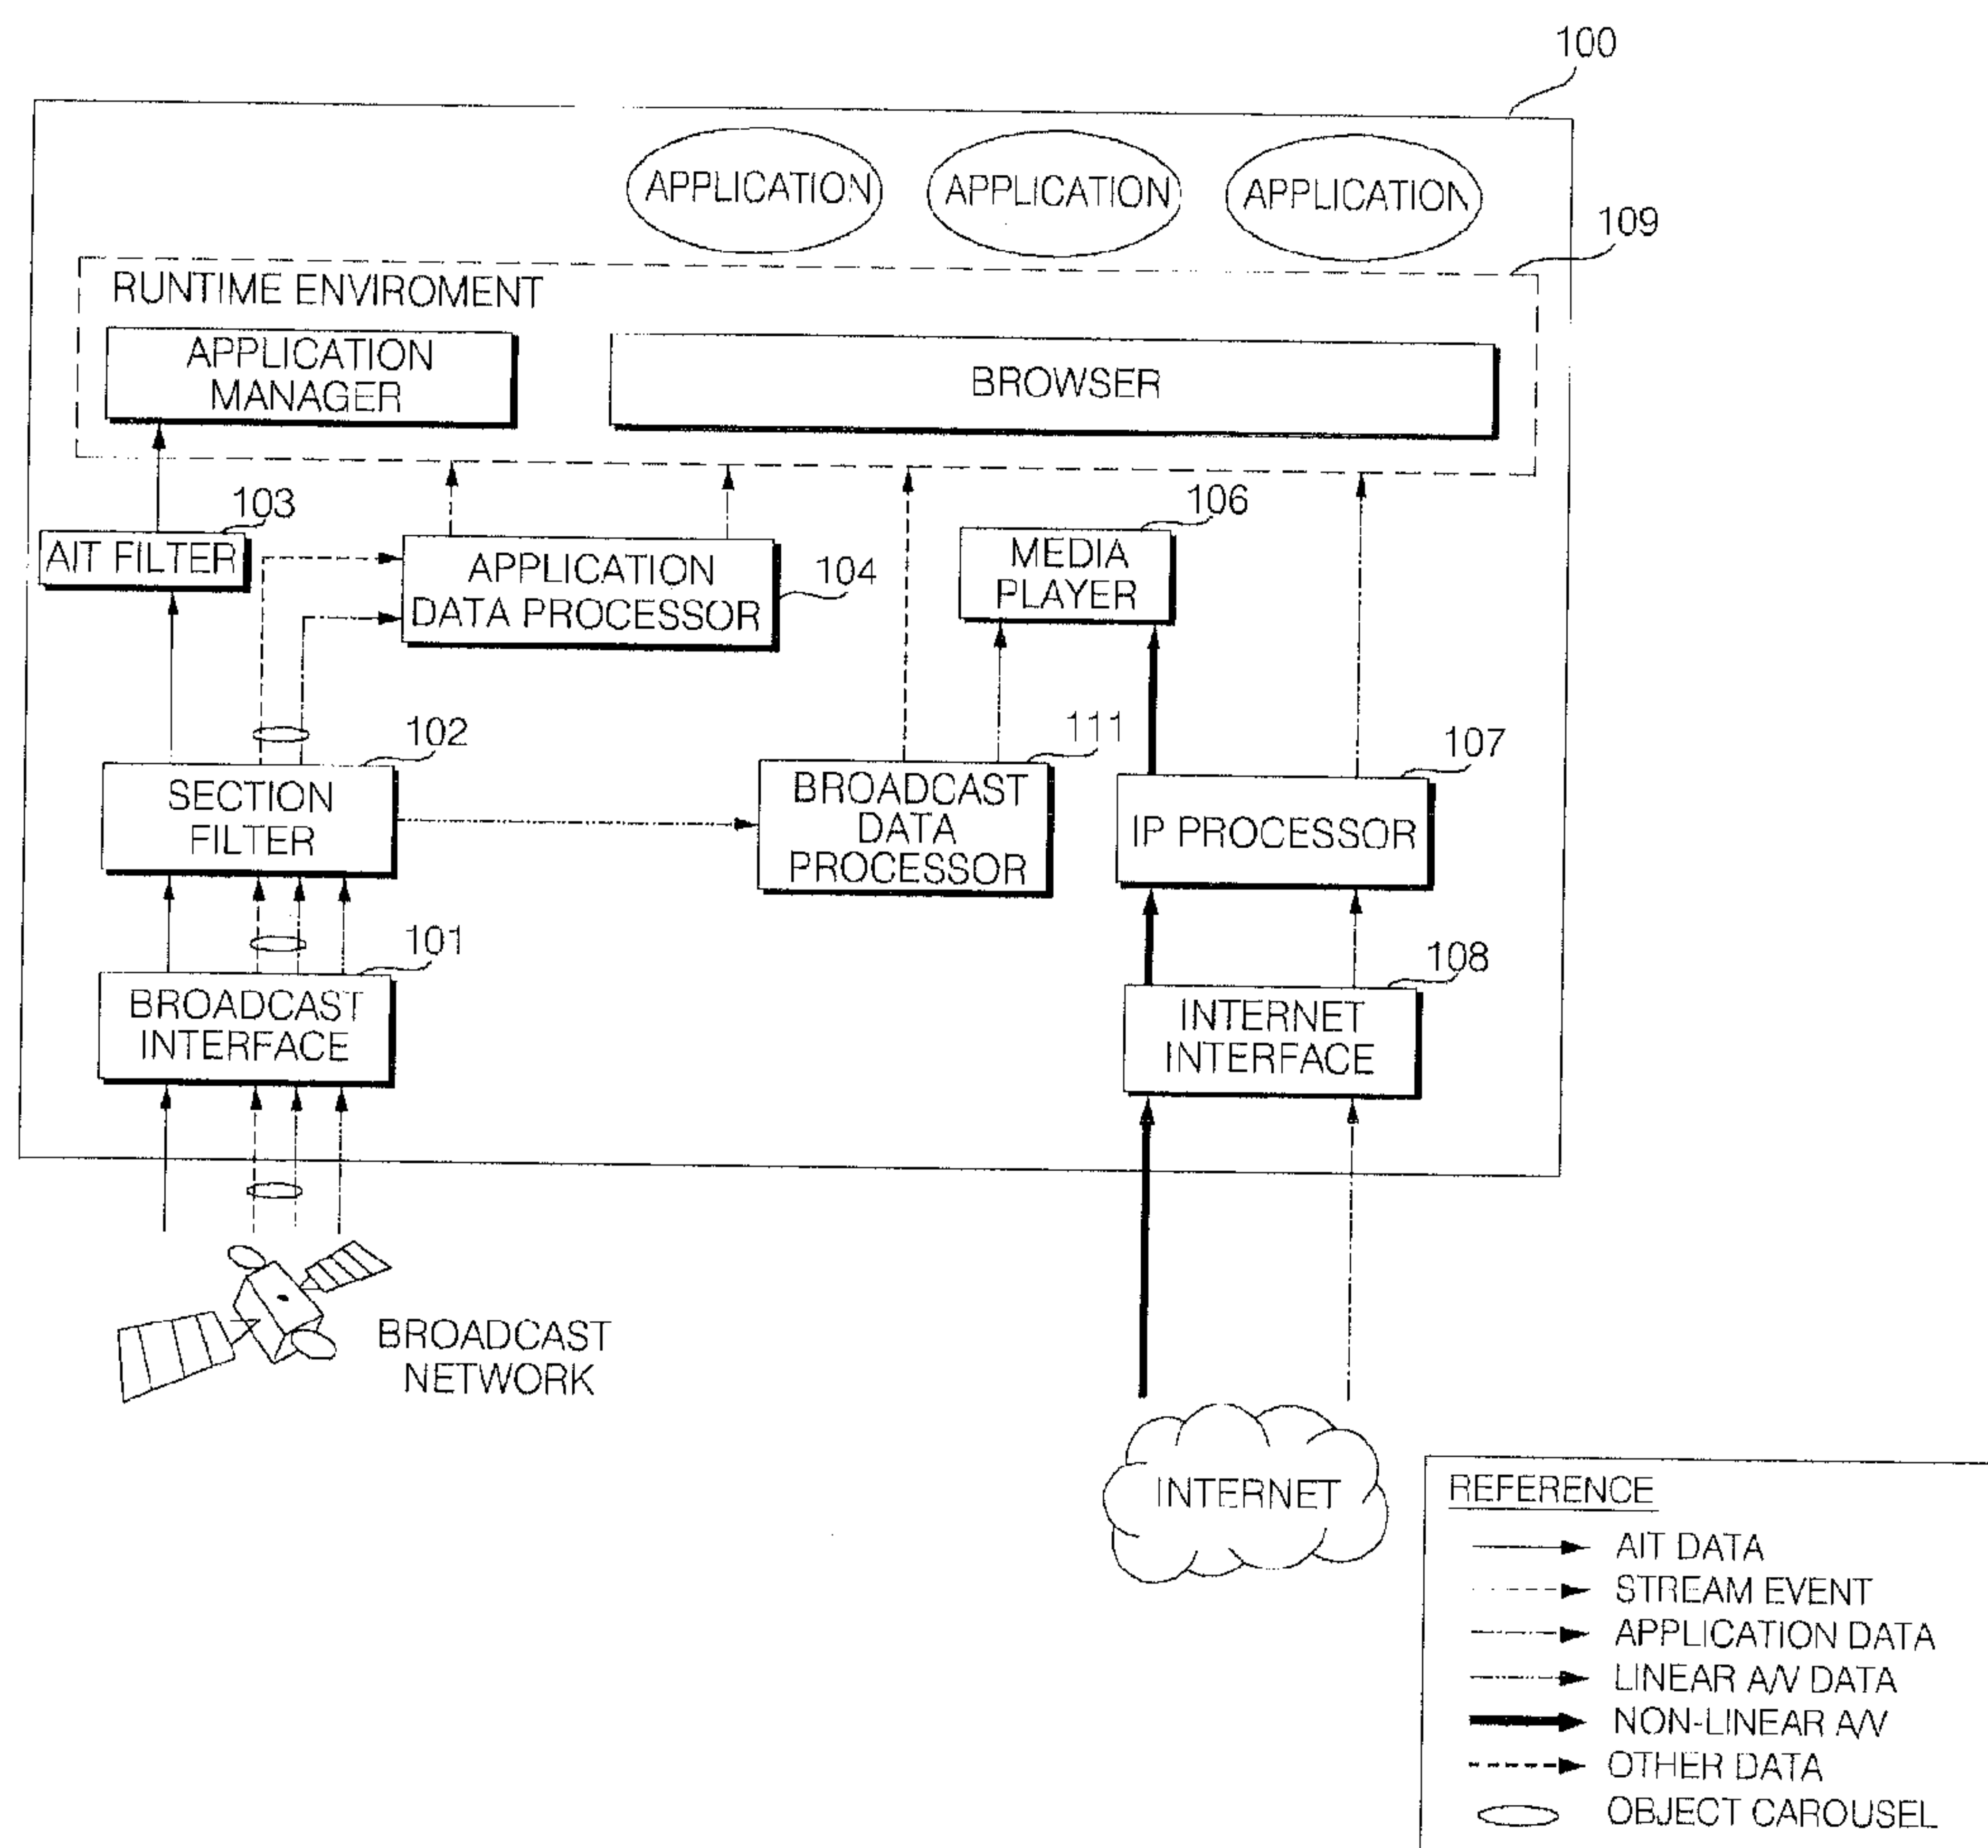 100
APPLICATION
APPLICATION
APPLICATION
109
RUNTIME ENVIROMENT
APPLICATION
MANAGER
BROWSER
103
AIT FILTER
APPLICATION
DATA PROCESSOR
104
106
MEDIA
PLAYER
102
SECTION
FILTER
111
BROADCAST
DATA
PROCESSOR
107
IP PROCESSOR
101
BROADCAST
INTERFACE
108
INTERNET
INTERFACE
BROADCAST
NETWORK
INTERNET
REFERENCE
AIT DATA
STREAM EVENT
APPLICATION DATA
LINEAR A/V DATA
NON-LINEAR A/V
OTHER DATA
OBJECT CAROUSEL